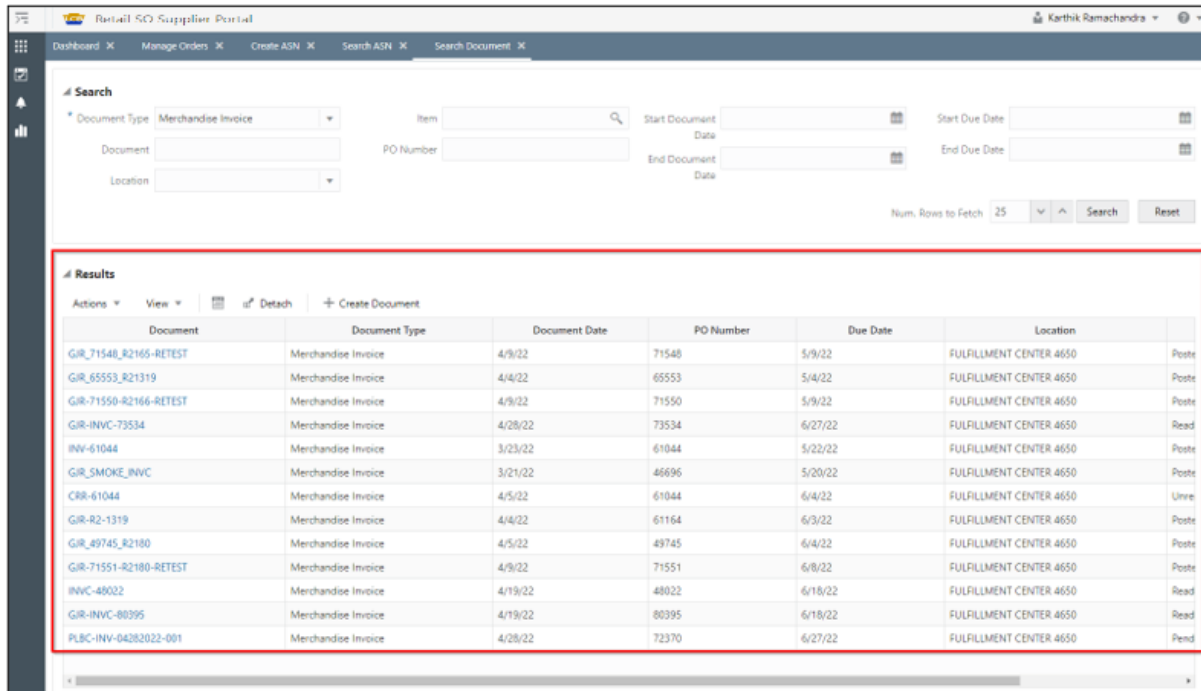 Retail SO Supplier Portal
Karthik Ramachandra
Dashboard Manage Orders Create ASN Search ASN Search Document
Search
* Document Type Merchandise Invoice Item Start Document Date Start Due Date
Document PO Number End Document Date End Due Date
Location
Num. Rows to Fetch 25 Search Reset
Results
Actions View Detach Create Document
Document Document Type Document Date PO Number Due Date Location
GJR_71548_R2165-RETEST Merchandise Invoice 4/9/22 71548 5/9/22 FULFILLMENT CENTER 4650 Poste
GJR_65553_R21319 Merchandise Invoice 4/4/22 65553 5/4/22 FULFILLMENT CENTER 4650 Poste
GJR-71550-R2166-RETEST Merchandise Invoice 4/9/22 71550 5/9/22 FULFILLMENT CENTER 4650 Poste
GJR-INVC-73534 Merchandise Invoice 4/28/22 73534 6/27/22 FULFILLMENT CENTER 4650 Read
INV-61044 Merchandise Invoice 3/23/22 61044 5/22/22 FULFILLMENT CENTER 4650 Poste
GJR_SMOKE_INVC Merchandise Invoice 3/21/22 46696 5/20/22 FULFILLMENT CENTER 4650 Poste
CRR-61044 Merchandise Invoice 4/5/22 61044 6/4/22 FULFILLMENT CENTER 4650 Unre
GJR-R2-1319 Merchandise Invoice 4/4/22 61164 6/3/22 FULFILLMENT CENTER 4650 Poste
GJR_49745_R2180 Merchandise Invoice 4/5/22 49745 6/4/22 FULFILLMENT CENTER 4650 Poste
GJR-71551-R2180-RETEST Merchandise Invoice 4/9/22 71551 6/8/22 FULFILLMENT CENTER 4650 Poste
INVC-48022 Merchandise Invoice 4/19/22 48022 6/18/22 FULFILLMENT CENTER 4650 Read
GJR-INVC-80395 Merchandise Invoice 4/19/22 80395 6/18/22 FULFILLMENT CENTER 4650 Read
PLBC-INV-04282022-001 Merchandise Invoice 4/28/22 72370 6/27/22 FULFILLMENT CENTER 4650 Pend